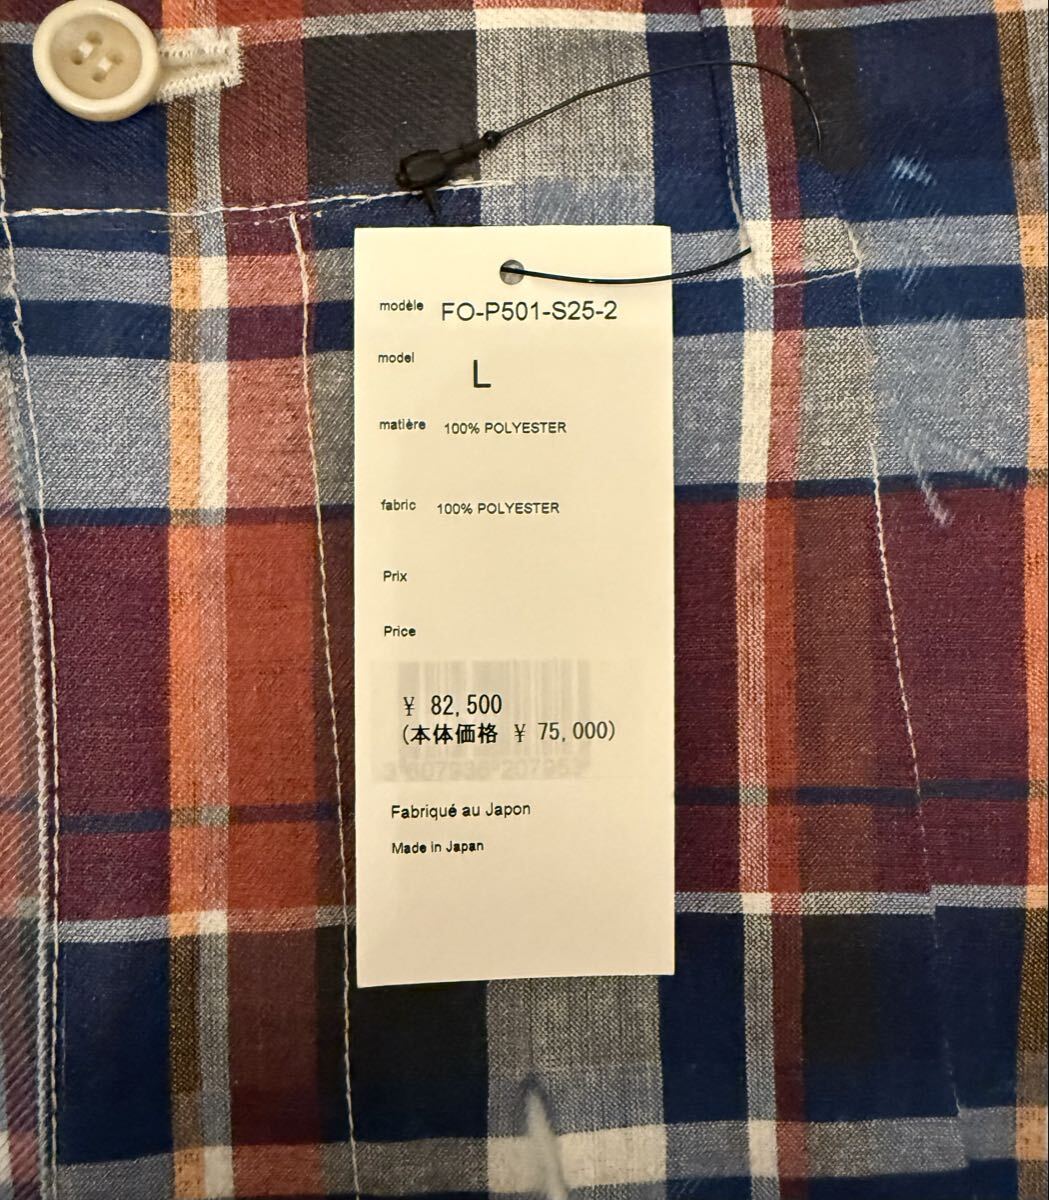 modèle FO-P501-S25-2
model L
matière 100% POLYESTER
fabric 100% POLYESTER
Prix
Price
¥ 82,500
(本体価格 ¥ 75,000)
Fabriqué au Japon
Made in Japan